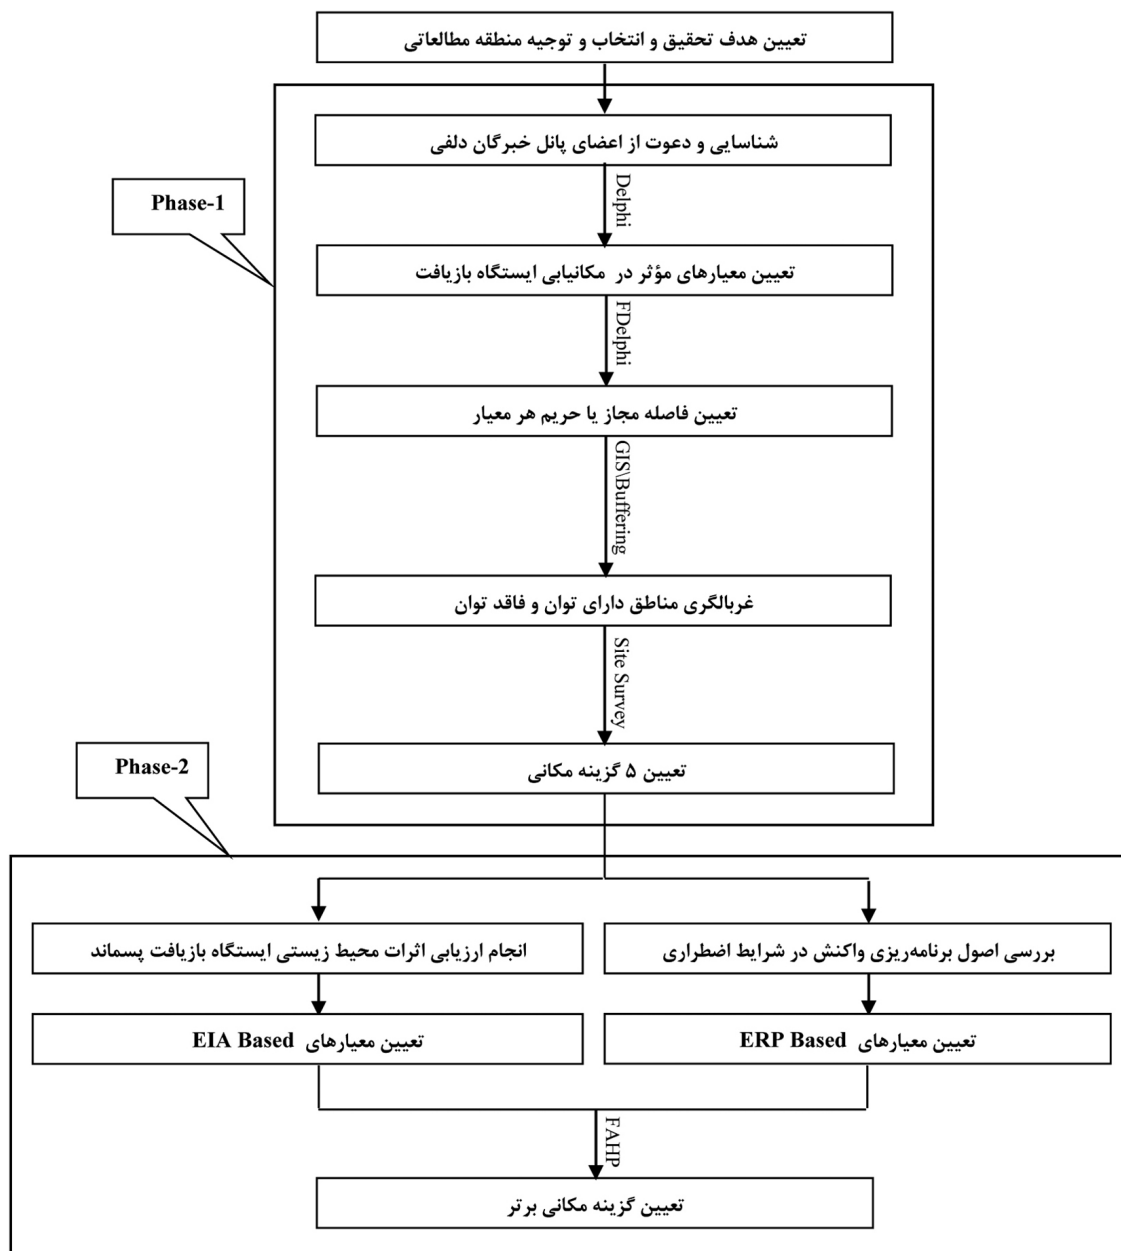 تعیین هدف تحقیق و انتخاب و توجیه منطقه مطالعاتی
شناسایی و دعوت از اعضای پانل خبرگان دلفی
Phase-1
Delphi
تعیین معیارهای مؤثر در مکانیابی ایستگاه بازیافت
FDelphi
تعیین فاصله مجاز یا حریم هر معیار
GIS\Buffering
غربالگری مناطق دارای توان و فاقد توان
Site Survey
تعیین ۵ گزینه مکانی
Phase-2
بررسی اصول برنامه‌ریزی واکنش در شرایط اضطراری
انجام ارزیابی اثرات محیط زیستی ایستگاه بازیافت پسماند
تعیین معیارهای ERP Based
تعیین معیارهای EIA Based
FAHP
تعیین گزینه مکانی برتر